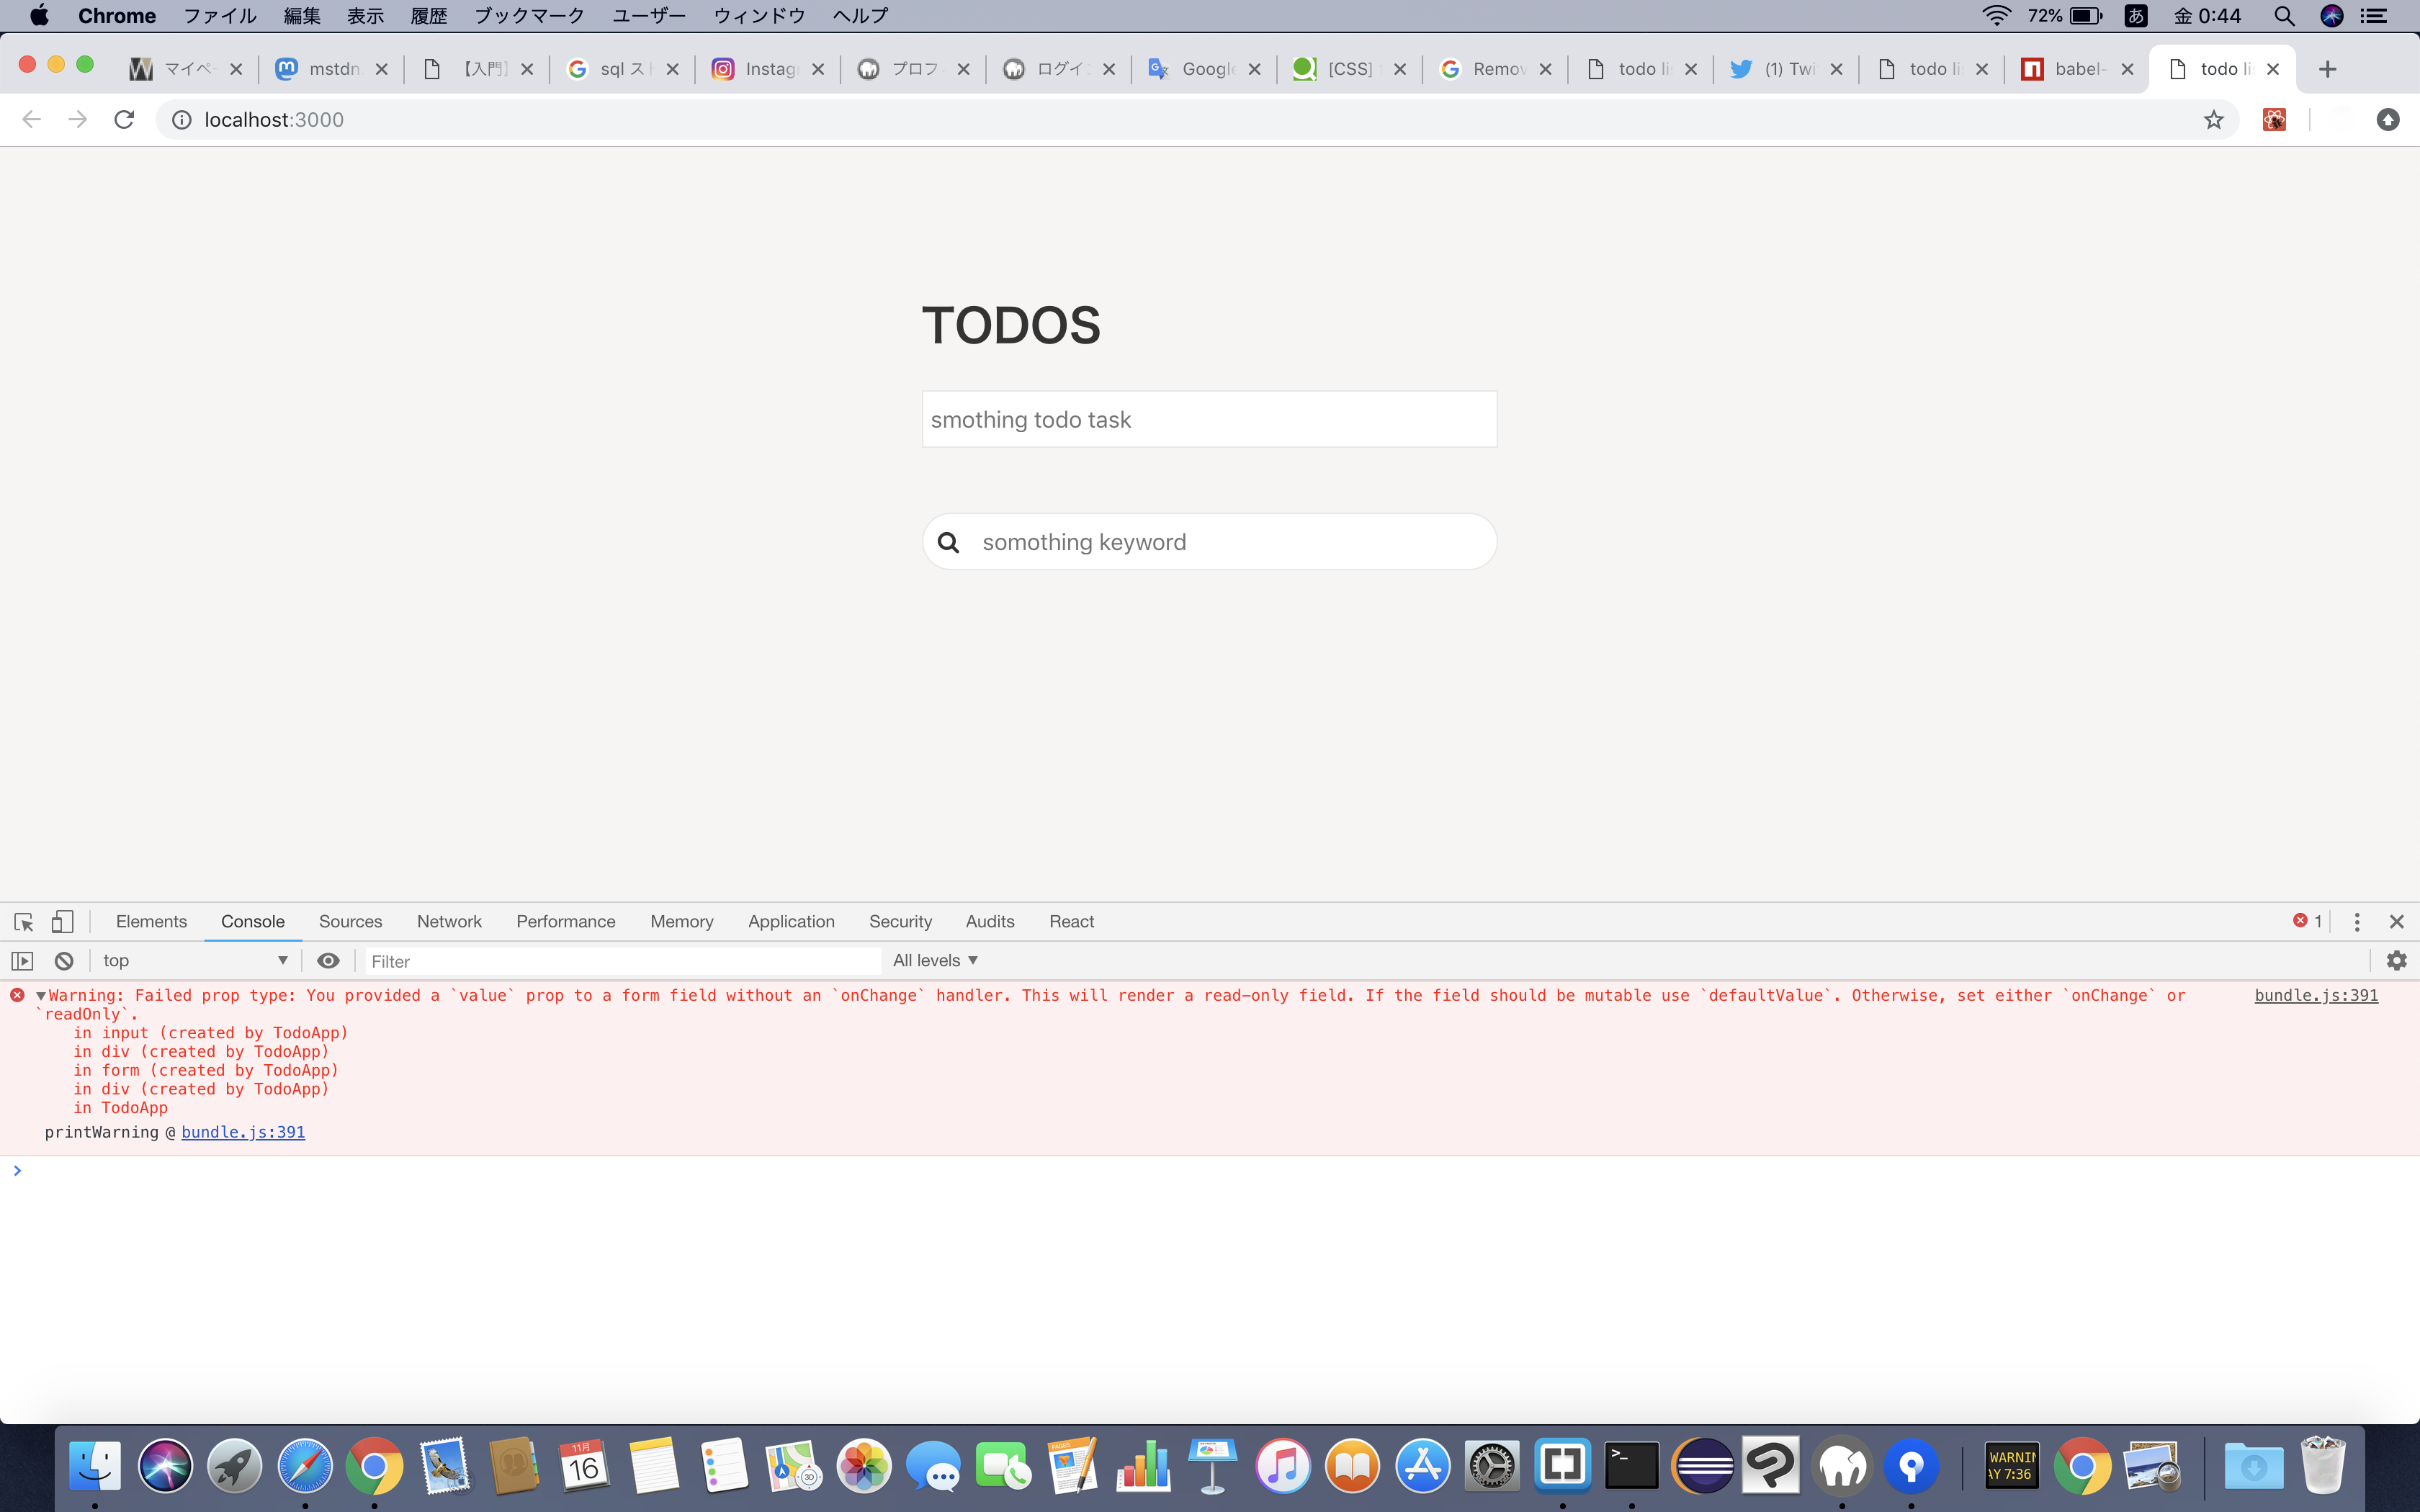 Chrome ファイル 編集 表示 履歴 ブックマーク ユーザー ウィンドウ ヘルプ 72% あ 金 0:44
マイペー mstdn 【入門】 sql スト Instag プロフ ログイン Google [CSS] Remov todo li (1) Twi todo li babel- todo lis
localhost:3000
TODOS
smothing todo task
somothing keyword
Elements Console Sources Network Performance Memory Application Security Audits React 1
top Filter All levels
Warning: Failed prop type: You provided a `value` prop to a form field without an `onChange` handler. This will render a read-only field. If the field should be mutable use `defaultValue`. Otherwise, set either `onChange` or bundle.js:391
`readOnly`.
in input (created by TodoApp)
in div (created by TodoApp)
in form (created by TodoApp)
in div (created by TodoApp)
in TodoApp
printWarning @ bundle.js:391
>
11月
16
PAGES
3D
>_
WARNIN
AY 7:36